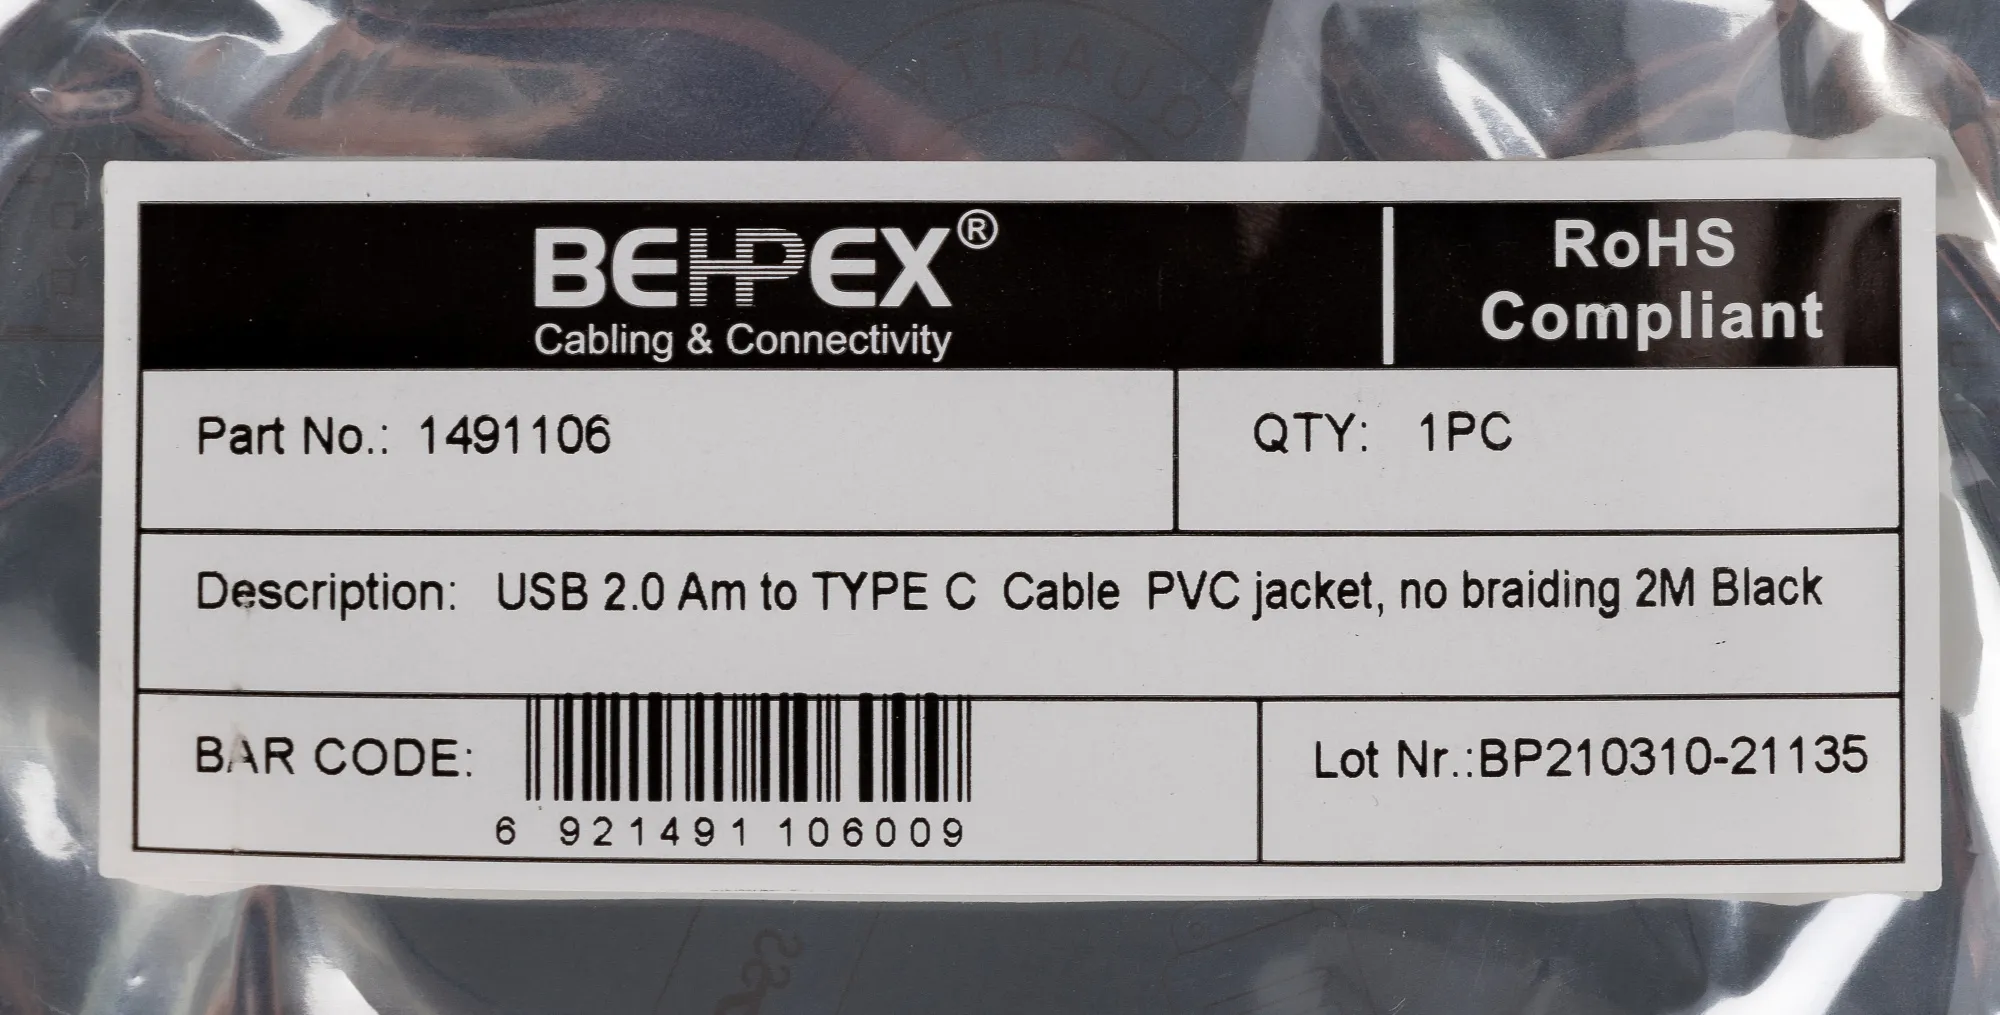 QUALITY
BEHPEX®
Cabling & Connectivity
RoHS
Compliant
Part No.: 1491106
QTY: 1PC
Description: USB 2.0 Am to TYPE C Cable PVC jacket, no braiding 2M Black
BAR CODE:
6 921491 106009
Lot Nr.:BP210310-21135